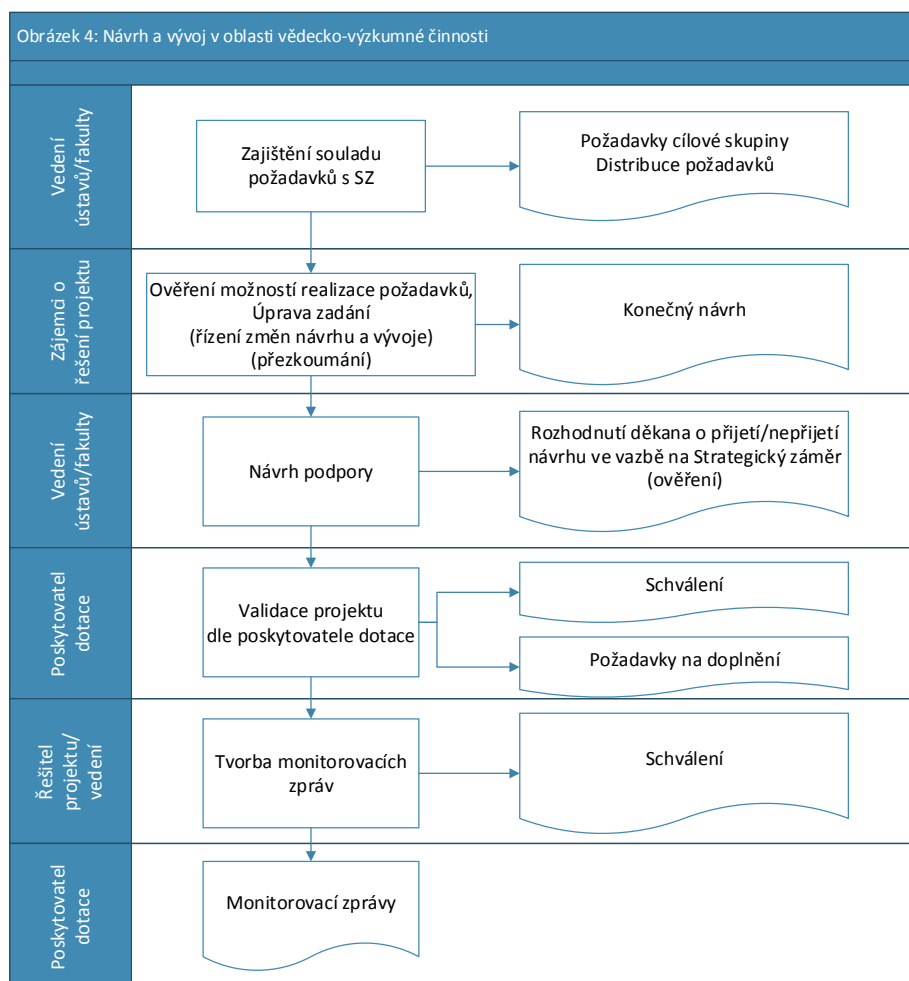 Obrázek 4: Návrh a vývoj v oblasti vědecko-výzkumné činnosti
Vedení
ústavů/fakulty
Zajištění souladu
požadavků s SZ
Požadavky cílové skupiny
Distribuce požadavků
Zájemci o
řešení projektu
Ověření možností realizace požadavků,
Úprava zadání
(řízení změn návrhu a vývoje)
(přezkoumání)
Konečný návrh
Vedení
ústavů/fakulty
Návrh podpory
Rozhodnutí děkana o přijetí/nepřijetí
návrhu ve vazbě na Strategický záměr
(ověření)
Poskytovatel
dotace
Validace projektu
dle poskytovatele dotace
Schválení
Požadavky na doplnění
Řešitel
projektu/
vedení
Tvorba monitorovacích
zpráv
Schválení
Poskytovatel
dotace
Monitorovací zprávy